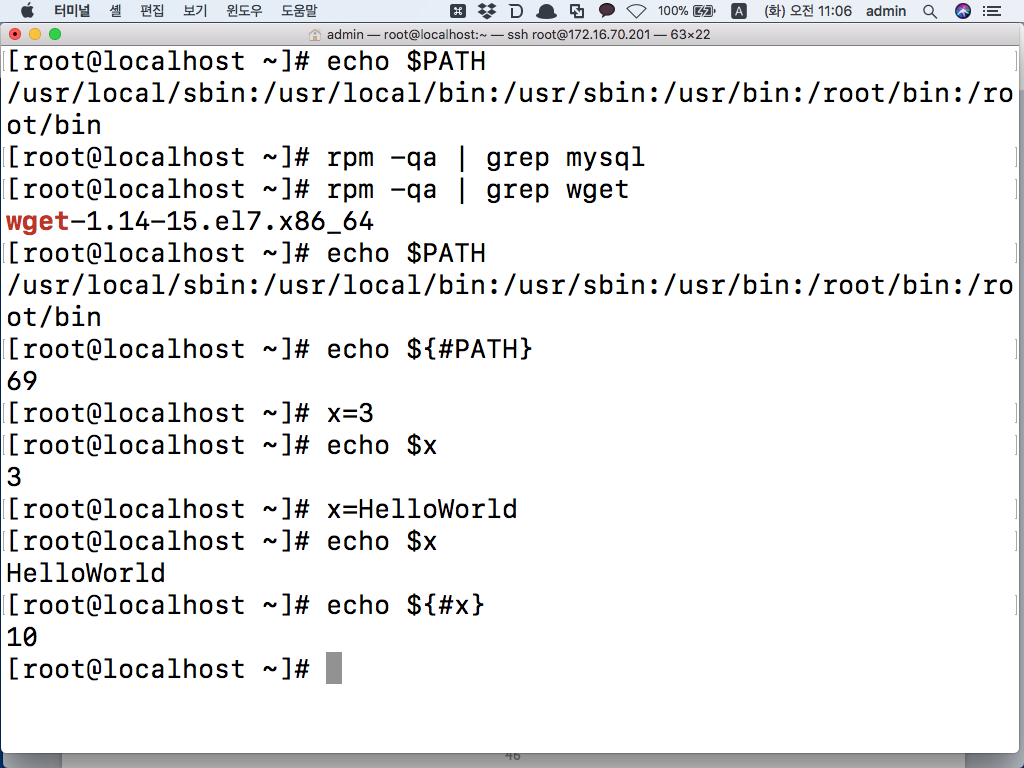 터미널 셸 편집 보기 윈도우 도움말 100% A (화) 오전 11:06 admin
admin — root@localhost:~ — ssh root@172.16.70.201 — 63×22
[root@localhost ~]# echo $PATH
/usr/local/sbin:/usr/local/bin:/usr/sbin:/usr/bin:/root/bin:/ro
ot/bin
[root@localhost ~]# rpm -qa | grep mysql
[root@localhost ~]# rpm -qa | grep wget
wget-1.14-15.el7.x86_64
[root@localhost ~]# echo $PATH
/usr/local/sbin:/usr/local/bin:/usr/sbin:/usr/bin:/root/bin:/ro
ot/bin
[root@localhost ~]# echo ${#PATH}
69
[root@localhost ~]# x=3
[root@localhost ~]# echo $x
3
[root@localhost ~]# x=HelloWorld
[root@localhost ~]# echo $x
HelloWorld
[root@localhost ~]# echo ${#x}
10
[root@localhost ~]#
46